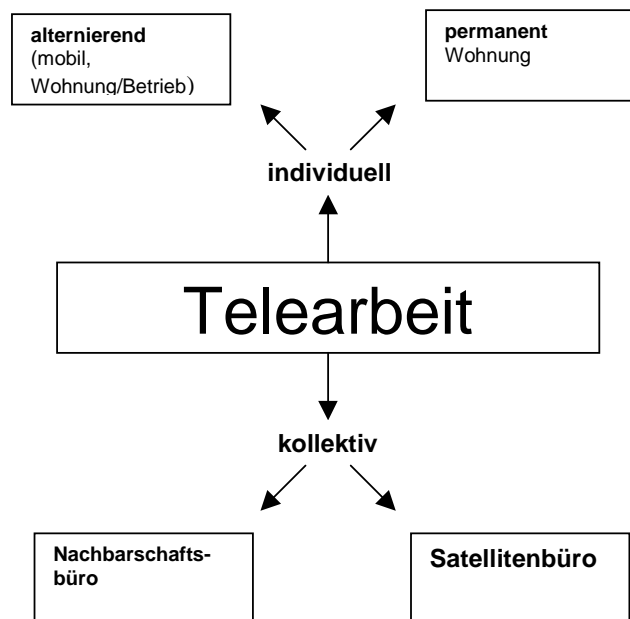 alternierend
(mobil,
Wohnung/Betrieb)
permanent
Wohnung
individuell
Telearbeit
kollektiv
Nachbarschafts-
büro
Satellitenbüro